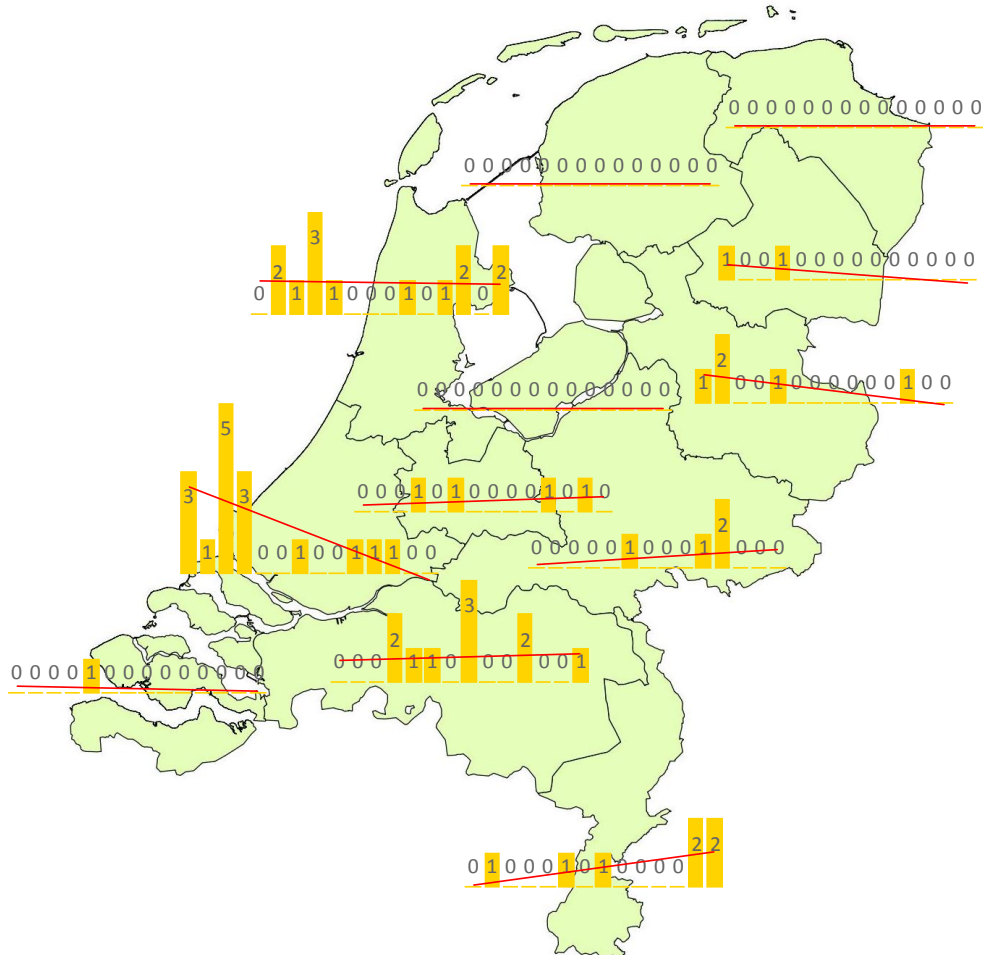 0 0 0 0 0 0 0 0 0 0 0 0 0 0
0 0 0 0 0 0 0 0 0 0 0 0 0 0
1 0 0 1 0 0 0 0 0 0 0 0 0 0
0 2 1 3 1 0 0 0 1 0 1 2 0 2
1 2 0 0 1 0 0 0 0 0 0 1 0 0
0 0 0 0 0 0 0 0 0 0 0 0 0 0
3 1 5 3 0 0 1 0 0 1 1 1 0 0
0 0 0 1 0 1 0 0 0 0 1 0 1 0
0 0 0 0 0 1 0 0 0 1 2 0 0 0
0 0 0 2 1 1 0 3 0 0 2 0 0 1
0 0 0 0 1 0 0 0 0 0 0 0 0 0
0 1 0 0 0 1 0 1 0 0 0 0 2 2